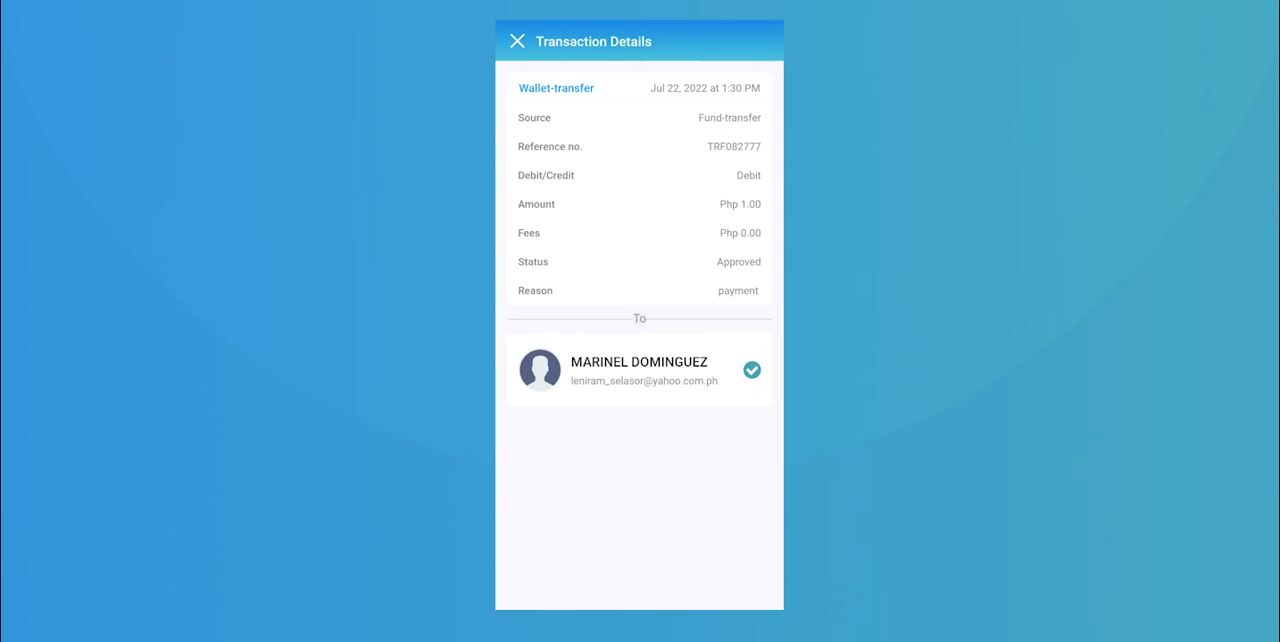 Transaction Details
Wallet-transfer Jul 22, 2022 at 1:30 PM
Source Fund-transfer
Reference no. TRF082777
Debit/Credit Debit
Amount Php 1.00
Fees Php 0.00
Status Approved
Reason payment
To
MARINEL DOMINGUEZ
leniram_selasor@yahoo.com.ph